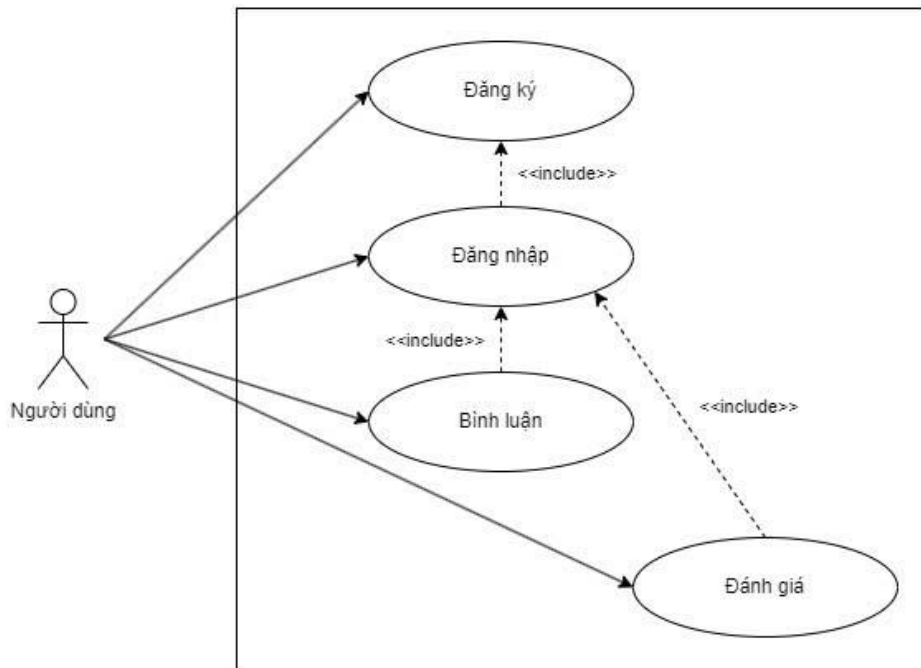 Đăng ký
<<include>>
Đăng nhập
<<include>>
Người dùng
Bình luận
<<include>>
Đánh giá